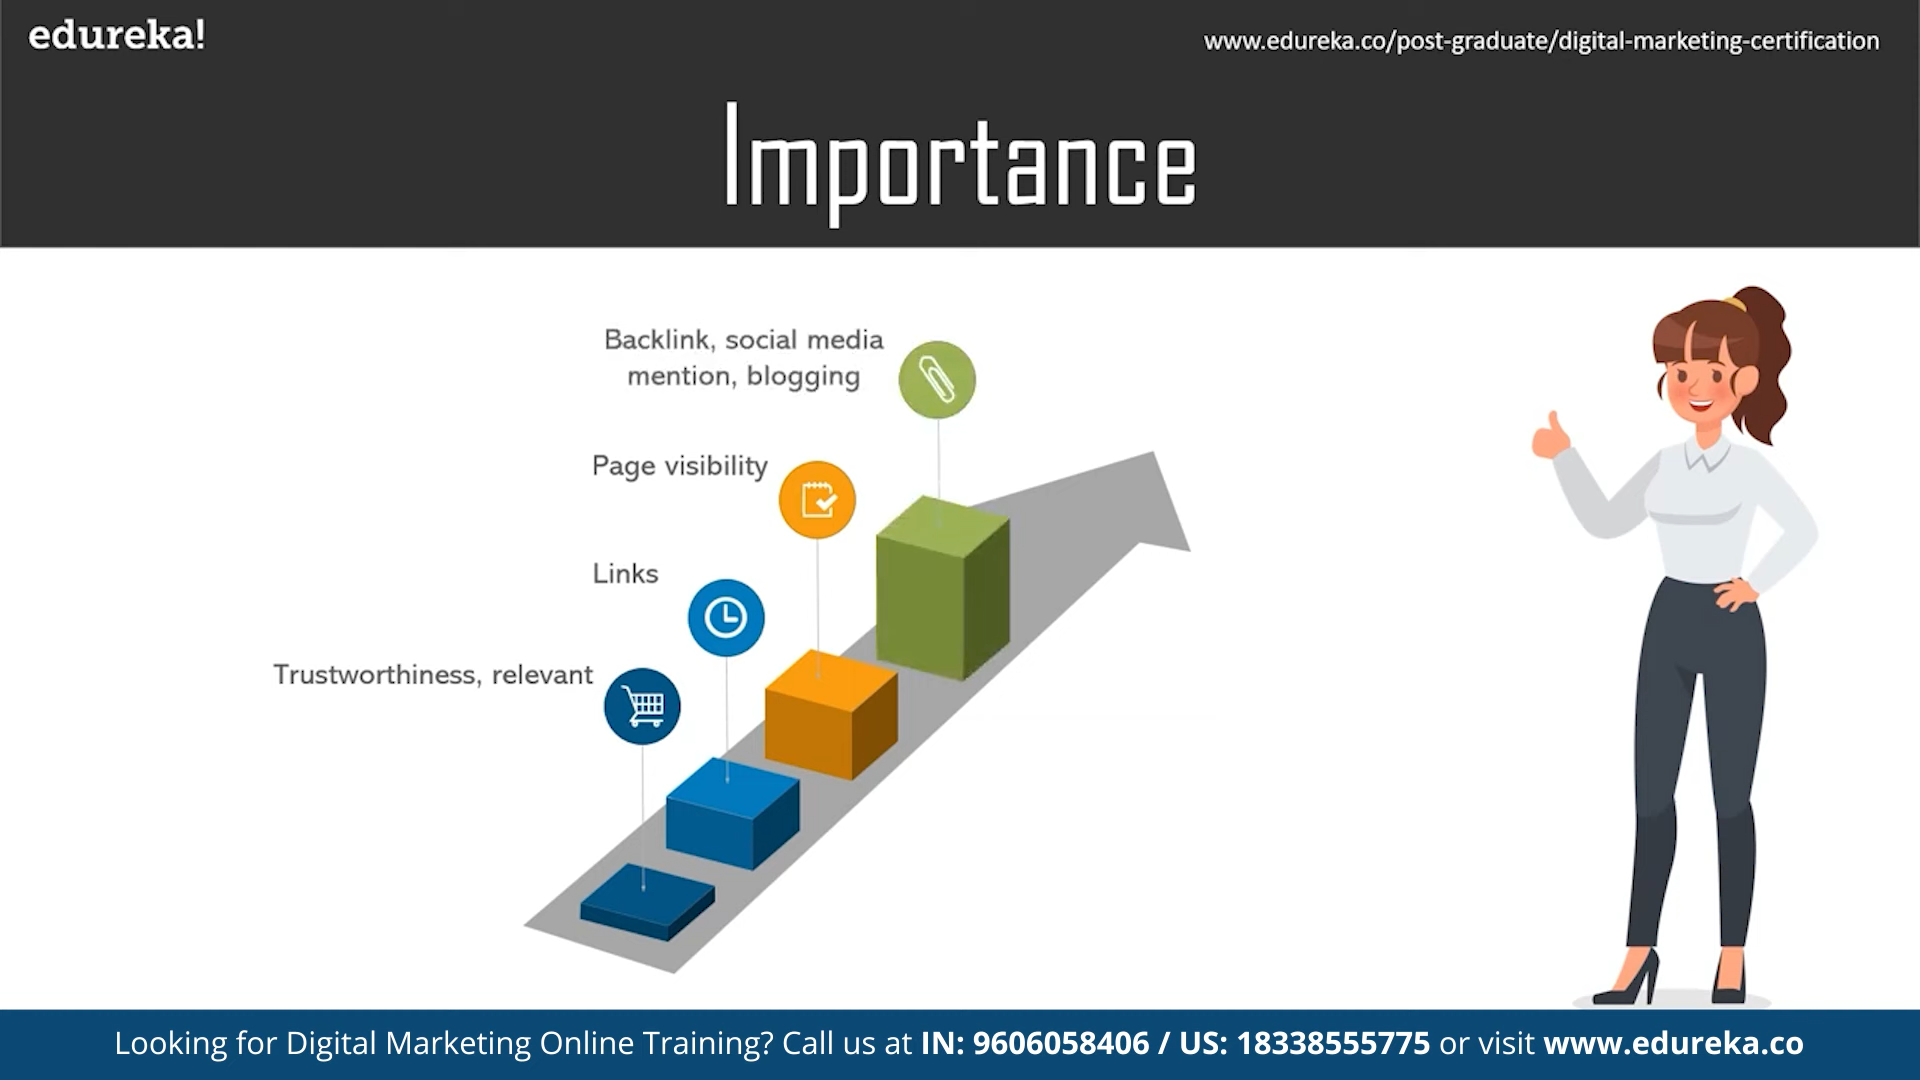 edureka!
www.edureka.co/post-graduate/digital-marketing-certification
Importance
Backlink, social media
mention, blogging
Page visibility
Links
Trustworthiness, relevant
Looking for Digital Marketing Online Training? Call us at IN: 9606058406 / US: 18338555775 or visit www.edureka.co